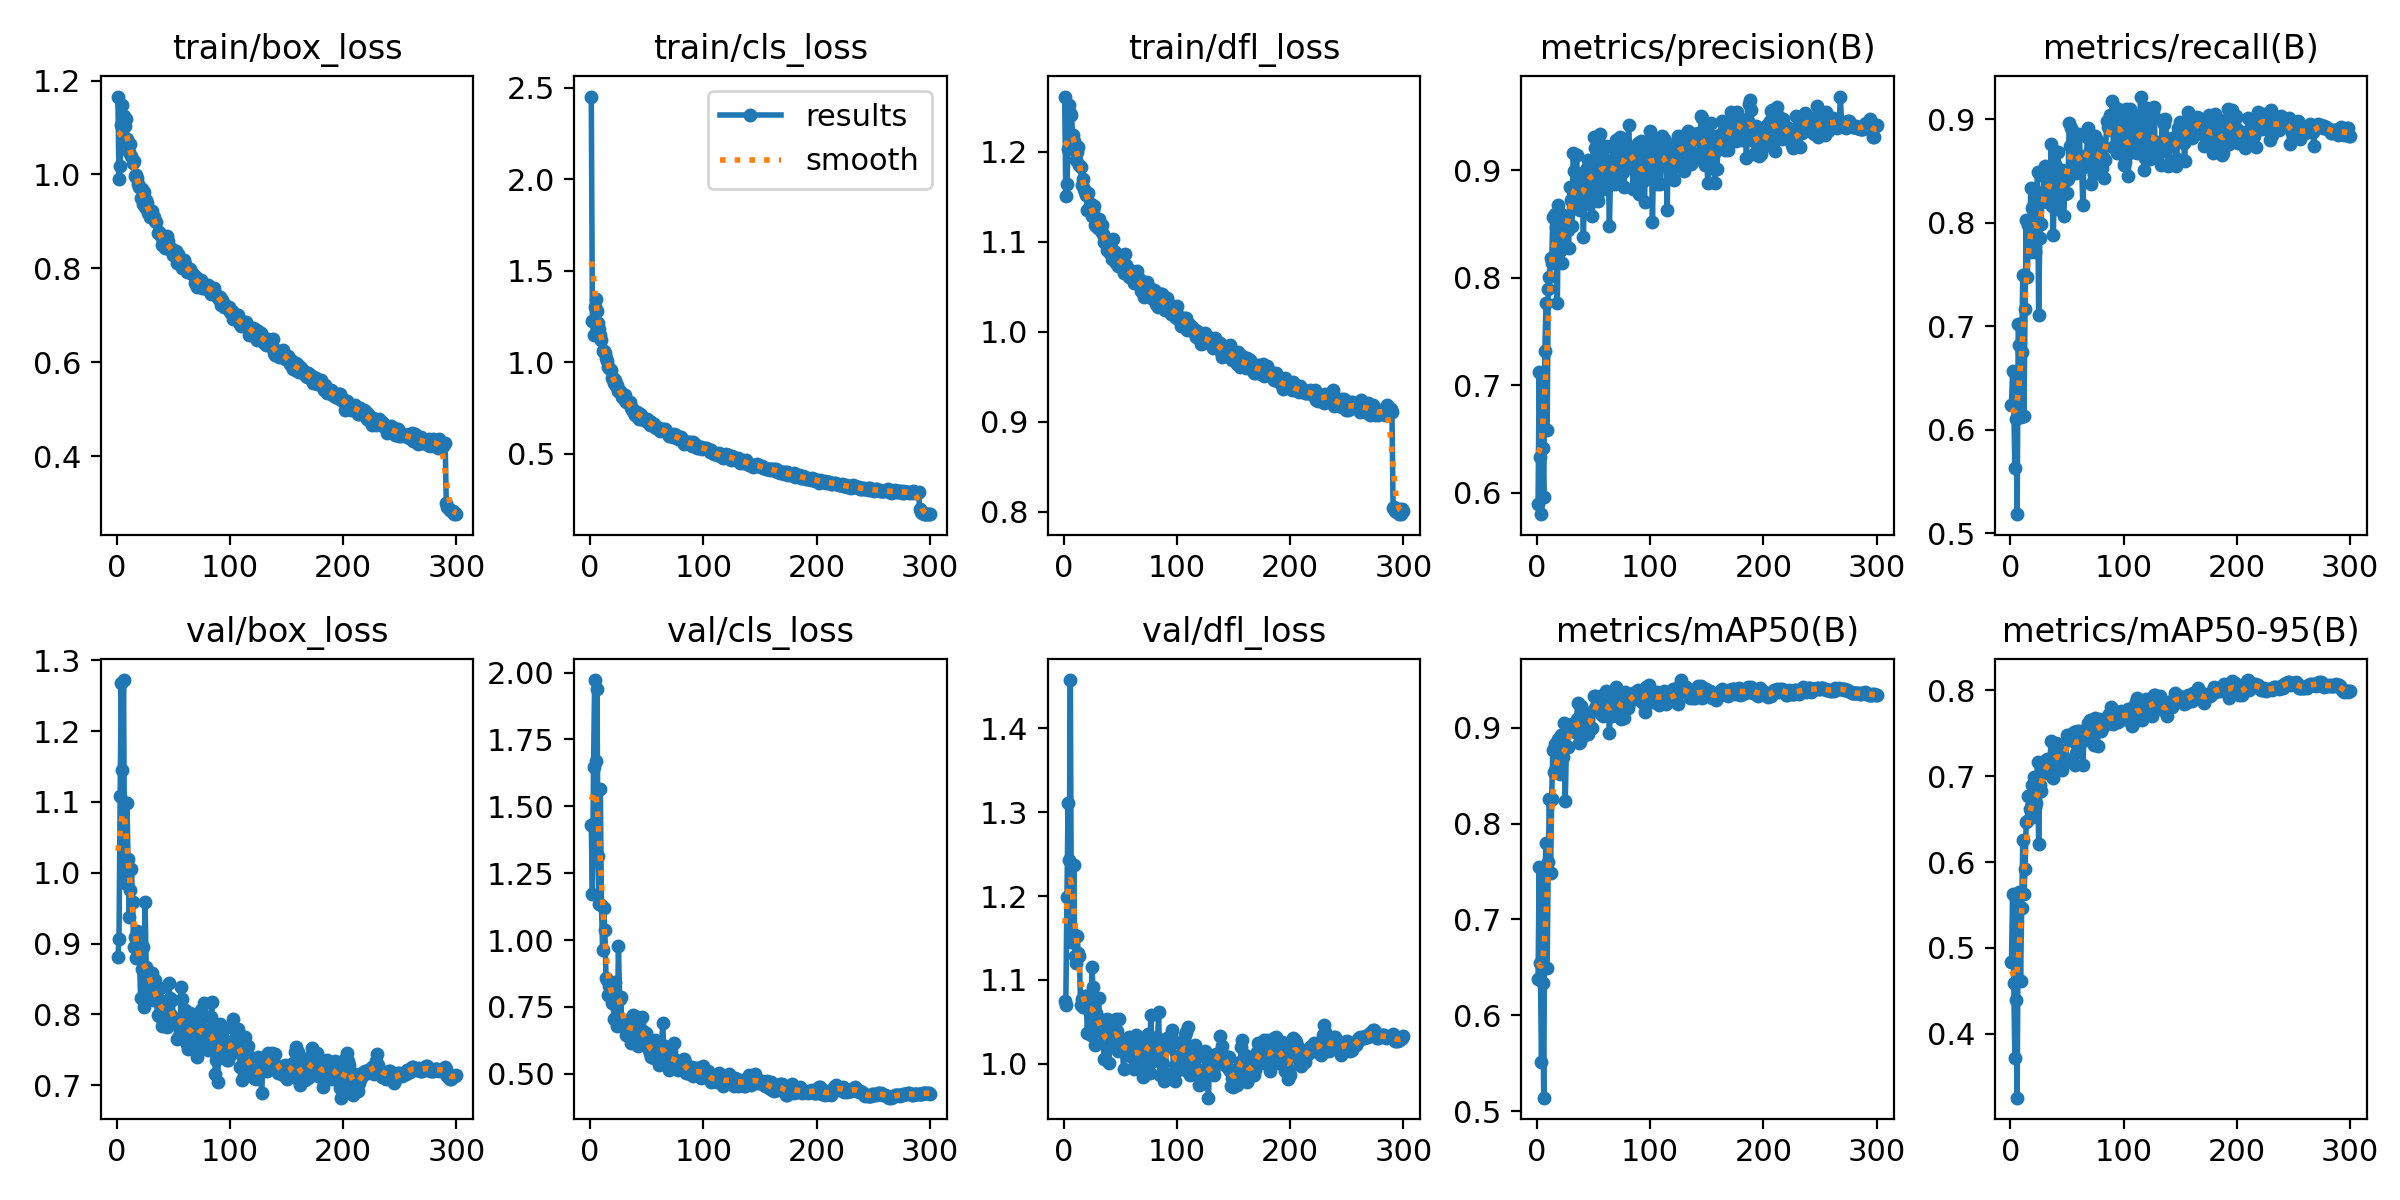 train/box_loss
1.2
1.0
0.8
0.6
0.4
0 100 200 300
train/cls_loss
results
smooth
2.5
2.0
1.5
1.0
0.5
0 100 200 300
train/dfl_loss
1.2
1.1
1.0
0.9
0.8
0 100 200 300
metrics/precision(B)
0.9
0.8
0.7
0.6
0 100 200 300
metrics/recall(B)
0.9
0.8
0.7
0.6
0.5
0 100 200 300
val/box_loss
1.3
1.2
1.1
1.0
0.9
0.8
0.7
0 100 200 300
val/cls_loss
2.00
1.75
1.50
1.25
1.00
0.75
0.50
0 100 200 300
val/dfl_loss
1.4
1.3
1.2
1.1
1.0
0 100 200 300
metrics/mAP50(B)
0.9
0.8
0.7
0.6
0.5
0 100 200 300
metrics/mAP50-95(B)
0.8
0.7
0.6
0.5
0.4
0 100 200 300